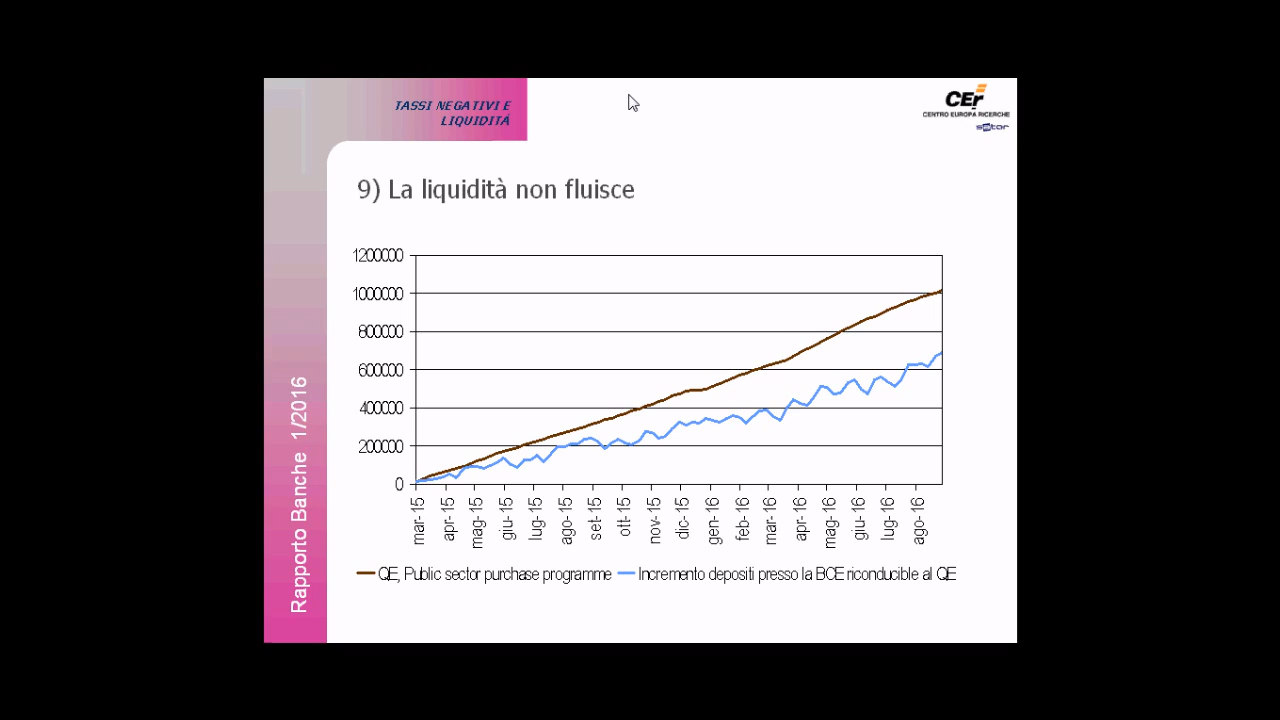 TASSI NEGATIVI E
LIQUIDITÁ
CEr
CENTRO EUROPA RICERCHE
9) La liquidità non fluisce
1200000
1000000
800000
600000
400000
200000
0
mar-15
apr-15
mag-15
giu-15
lug-15
ago-15
set-15
ott-15
nov-15
dic-15
gen-16
feb-16
mar-16
apr-16
mag-16
giu-16
lug-16
ago-16
QE, Public sector purchase programme
Incremento depositi presso la BCE riconducible al QE
Rapporto Banche 1/2016